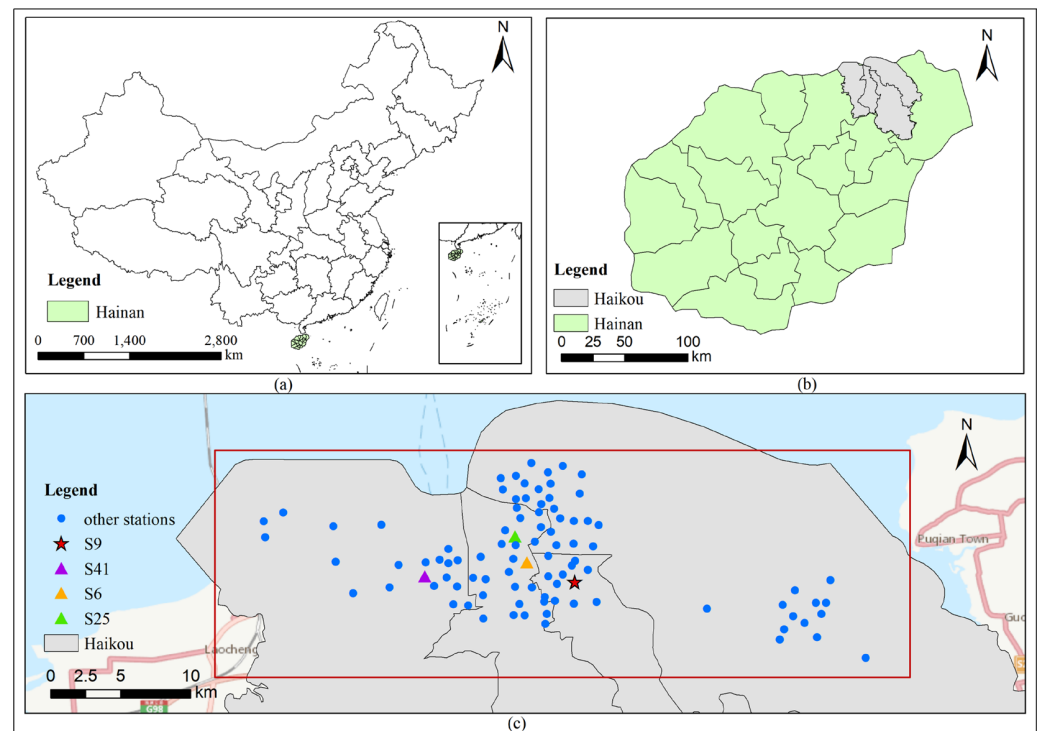 N
Legend
Hainan
0 700 1,400 2,800
km
(a)
N
Legend
Haikou
Hainan
0 25 50 100
km
(b)
N
Legend
other stations
S9
S41
S6
S25
Haikou
0 2.5 5 10
km
Laocheng
G98
Puqian Town
(c)